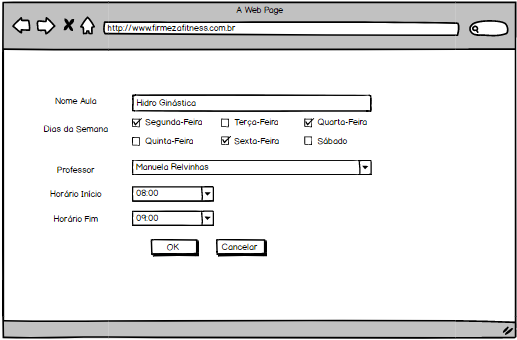 A Web Page
http://www.firmezafitness.com.br
Nome Aula Hidro Ginástica
Dias da Semana Segunda-Feira Terça-Feira Quarta-Feira
Quinta-Feira Sexta-Feira Sábado
Professor Manuela Relvinhas
Horário Início 08:00
Horário Fim 09:00
OK Cancelar